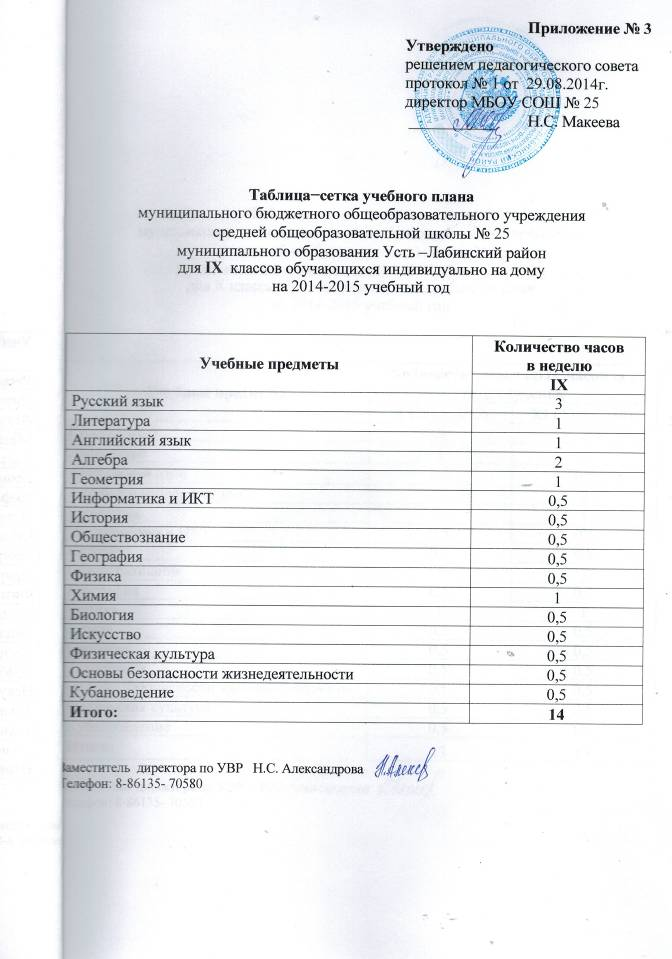 Приложение № 3
Утверждено
решением педагогического совета
протокол № 1 от 29.08.2014г.
директор МБОУ СОШ № 25
Н.С. Макеева
Таблица–сетка учебного плана
муниципального бюджетного общеобразовательного учреждения
средней общеобразовательной школы № 25
муниципального образования Усть –Лабинский район
для IX классов обучающихся индивидуально на дому
на 2014-2015 учебный год
Учебные предметы
Количество часов
в неделю
IX
Русский язык 3
Литература 1
Английский язык 1
Алгебра 2
Геометрия 1
Информатика и ИКТ 0,5
История 0,5
Обществознание 0,5
География 0,5
Физика 0,5
Химия 1
Биология 0,5
Искусство 0,5
Физическая культура 0,5
Основы безопасности жизнедеятельности 0,5
Кубановедение 0,5
Итого: 14
Заместитель директора по УВР Н.С. Александрова
Телефон: 8-86135- 70580